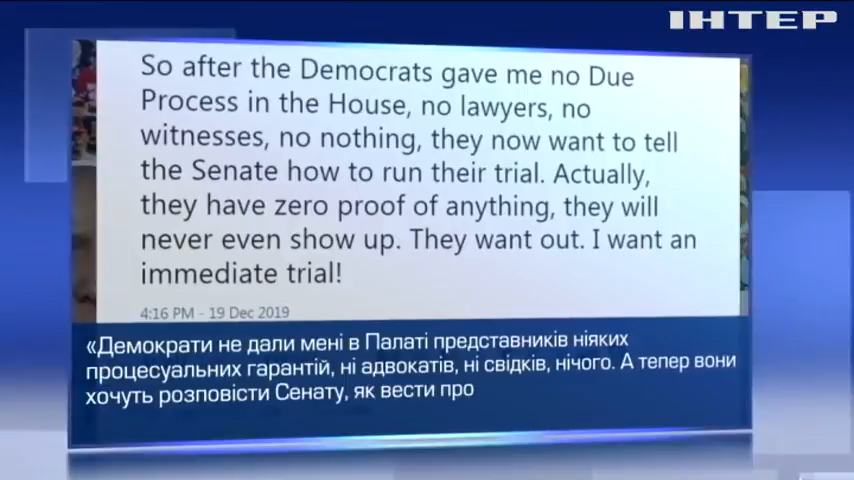 ІНТЕР
So after the Democrats gave me no Due
Process in the House, no lawyers, no
witnesses, no nothing, they now want to tell
the Senate how to run their trial. Actually,
they have zero proof of anything, they will
never even show up. They want out. I want an
immediate trial!
4:16 PM - 19 Dec 2019
«Демократи не дали мені в Палаті представників ніяких
процесуальних гарантій, ні адвокатів, ні свідків, нічого. А тепер вони
хочуть розповісти Сенату, як вести про